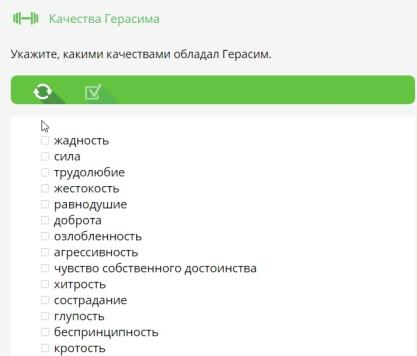 Качества Герасима
Укажите, какими качествами обладал Герасим.
жадность
сила
трудолюбие
жестокость
равнодушие
доброта
озлобленность
агрессивность
чувство собственного достоинства
хитрость
сострадание
глупость
беспринципность
кротость